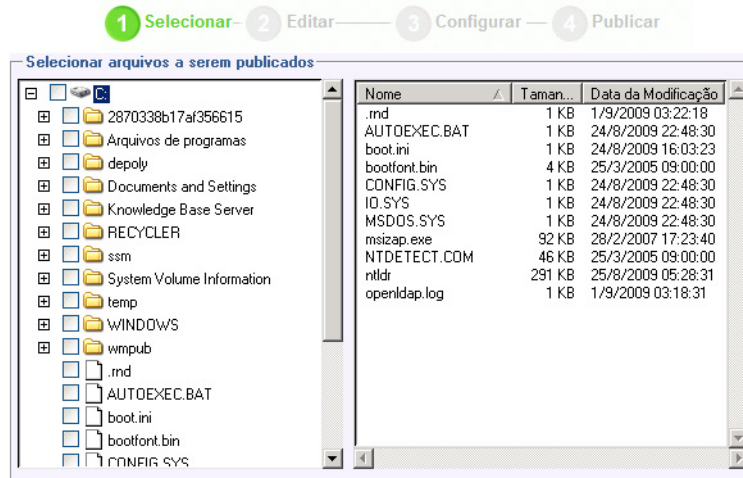 1 Selecionar 2 Editar 3 Configurar 4 Publicar
Selecionar arquivos a serem publicados
C:
2870338b17af356615
Arquivos de programas
depoly
Documents and Settings
Knowledge Base Server
RECYCLER
ssm
System Volume Information
temp
WINDOWS
wmpub
.rnd
AUTOEXEC.BAT
boot.ini
bootfont.bin
CONFIG.SYS
Nome Taman... Data da Modificação
.rnd 1 KB 1/9/2009 03:22:18
AUTOEXEC.BAT 1 KB 24/8/2009 22:48:30
boot.ini 1 KB 24/8/2009 16:03:23
bootfont.bin 4 KB 25/3/2005 09:00:00
CONFIG.SYS 1 KB 24/8/2009 22:48:30
IO.SYS 1 KB 24/8/2009 22:48:30
MSDOS.SYS 1 KB 24/8/2009 22:48:30
msizap.exe 92 KB 28/2/2007 17:23:40
NTDETECT.COM 46 KB 25/3/2005 09:00:00
ntldr 291 KB 25/8/2009 05:28:31
openldap.log 1 KB 1/9/2009 03:18:31